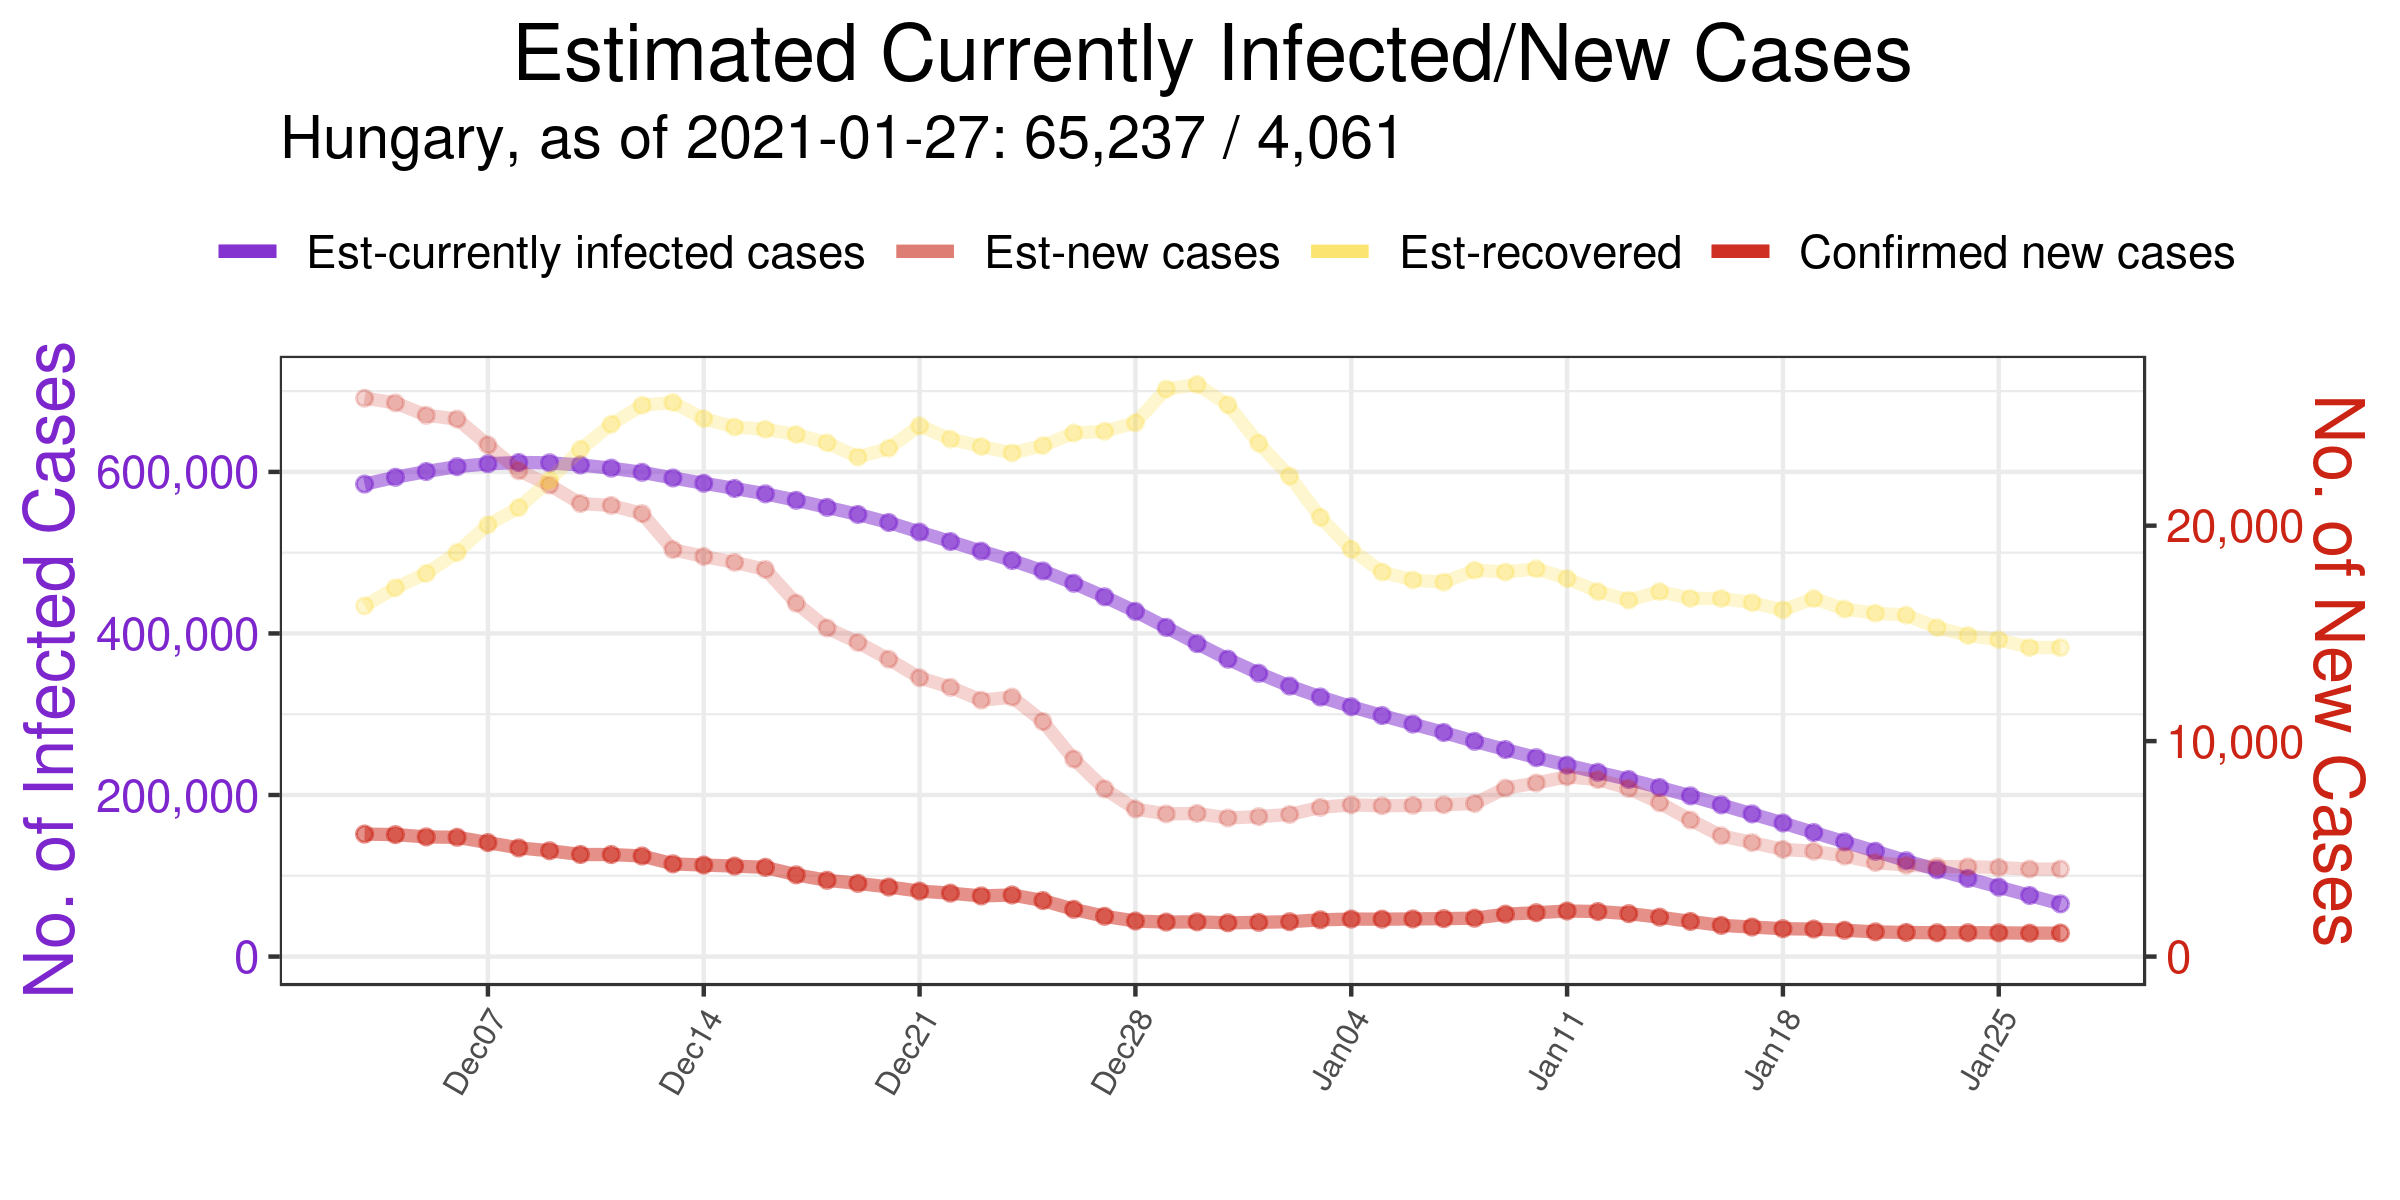 Estimated Currently Infected/New Cases
Hungary, as of 2021-01-27: 65,237 / 4,061
Est-currently infected cases
Est-new cases
Est-recovered
Confirmed new cases
No. of Infected Cases
600,000
400,000
200,000
0
20,000
10,000
0
No. of New Cases
Dec07
Dec14
Dec21
Dec28
Jan04
Jan11
Jan18
Jan25